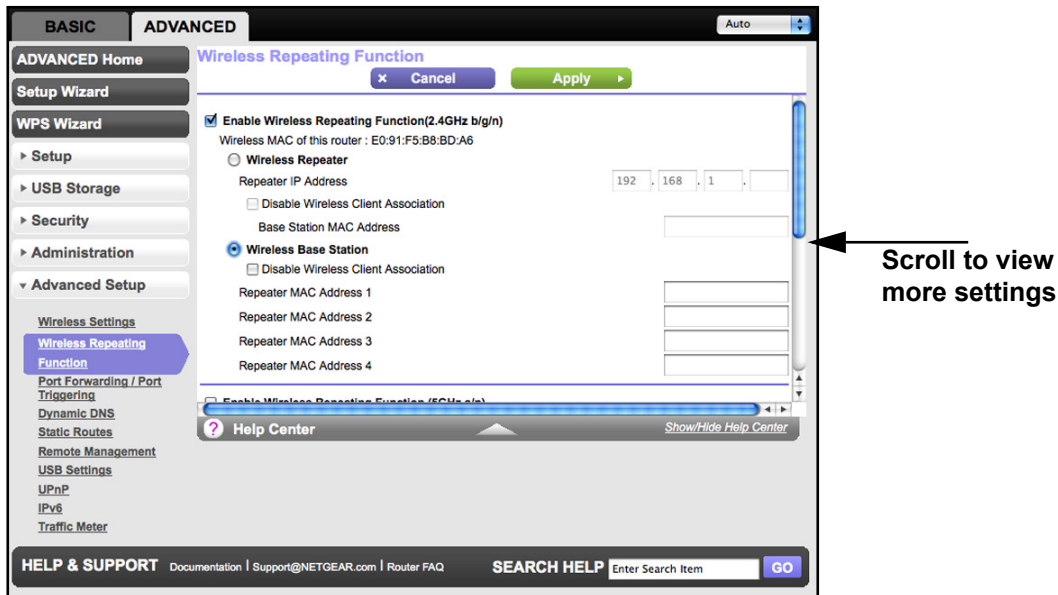 BASIC ADVANCED Auto
ADVANCED Home
Setup Wizard
WPS Wizard
Setup
USB Storage
Security
Administration
Advanced Setup
Wireless Settings
Wireless Repeating
Function
Port Forwarding / Port
Triggering
Dynamic DNS
Static Routes
Remote Management
USB Settings
UPnP
IPv6
Traffic Meter
Wireless Repeating Function
× Cancel Apply
Enable Wireless Repeating Function(2.4GHz b/g/n)
Wireless MAC of this router : E0:91:F5:B8:BD:A6
Wireless Repeater
Repeater IP Address 192 . 168 . 1 .
Disable Wireless Client Association
Base Station MAC Address
Wireless Base Station
Disable Wireless Client Association
Repeater MAC Address 1
Repeater MAC Address 2
Repeater MAC Address 3
Repeater MAC Address 4
Enable Wireless Repeating Function (5GHz a/n)
? Help Center Show/Hide Help Center
HELP & SUPPORT Documentation | Support@NETGEAR.com | Router FAQ SEARCH HELP Enter Search Item GO
Scroll to view
more settings